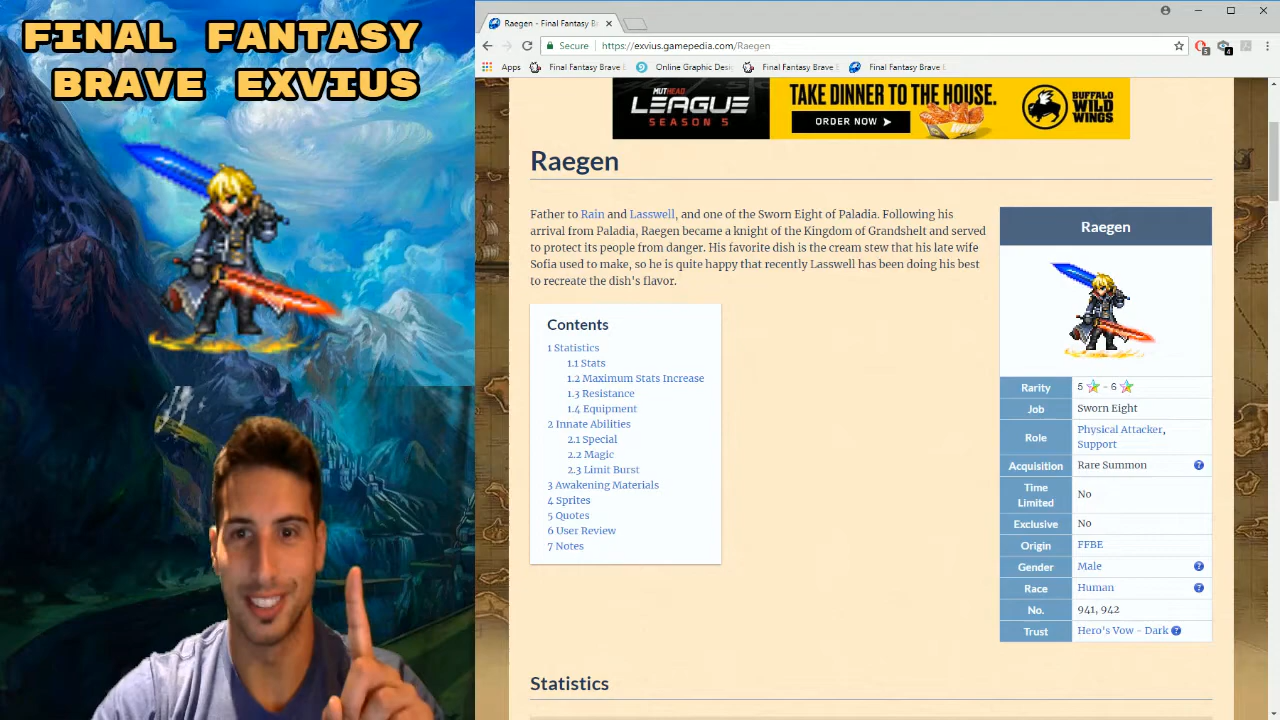 FINAL FANTASY
BRAVE EXVIUS
Raegen - Final Fantasy B
Secure
https://exvius.gamepedia.com/Raegen
Apps
Final Fantasy Brave E
Online Graphic Desi
Final Fantasy Brave E
Final Fantasy Brave E
MUTHEAD
LEAGUE
SEASON 5
TAKE DINNER TO THE HOUSE.
ORDER NOW
BUFFALO
WILD
WINGS
Raegen
Father to Rain and Lasswell, and one of the Sworn Eight of Paladia. Following his
arrival from Paladia, Raegen became a knight of the Kingdom of Grandshelt and served
to protect its people from danger. His favorite dish is the cream stew that his late wife
Sofia used to make, so he is quite happy that recently Lasswell has been doing his best
to recreate the dish's flavor.
Contents
1 Statistics
1.1 Stats
1.2 Maximum Stats Increase
1.3 Resistance
1.4 Equipment
2 Innate Abilities
2.1 Special
2.2 Magic
2.3 Limit Burst
3 Awakening Materials
4 Sprites
5 Quotes
6 User Review
7 Notes
Raegen
Rarity 5 - 6
Job Sworn Eight
Role Physical Attacker,
Support
Acquisition Rare Summon ?
Time
Limited No
Exclusive No
Origin FFBE
Gender Male ?
Race Human ?
No. 941, 942
Trust Hero's Vow - Dark ?
Statistics